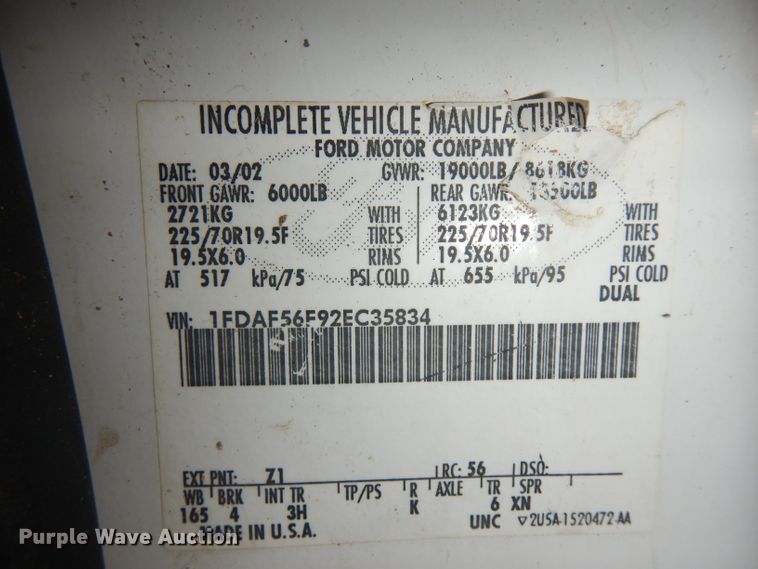 INCOMPLETE VEHICLE MANUFACTURED
FORD MOTOR COMPANY
DATE: 03/02 GVWR: 19000LB/ 8618KG
FRONT GAWR: 6000LB REAR GAWR: 13500LB
2721KG WITH 6123KG WITH
225/70R19.5F TIRES 225/70R19.5F TIRES
19.5X6.0 RIMS 19.5X6.0 RIMS
AT 517 kPa/75 PSI COLD AT 655 kPa/95 PSI COLD
DUAL
VIN: 1FDAF56F92EC35834
EXT PNT: Z1 RC: 56 DSO:
WB BRK INT TR TP/PS R AXLE TR SPR
165 4 3H K 6 XN
MADE IN U.S.A. UNC ▽2U5A-1520472-AA
Purple Wave Auction